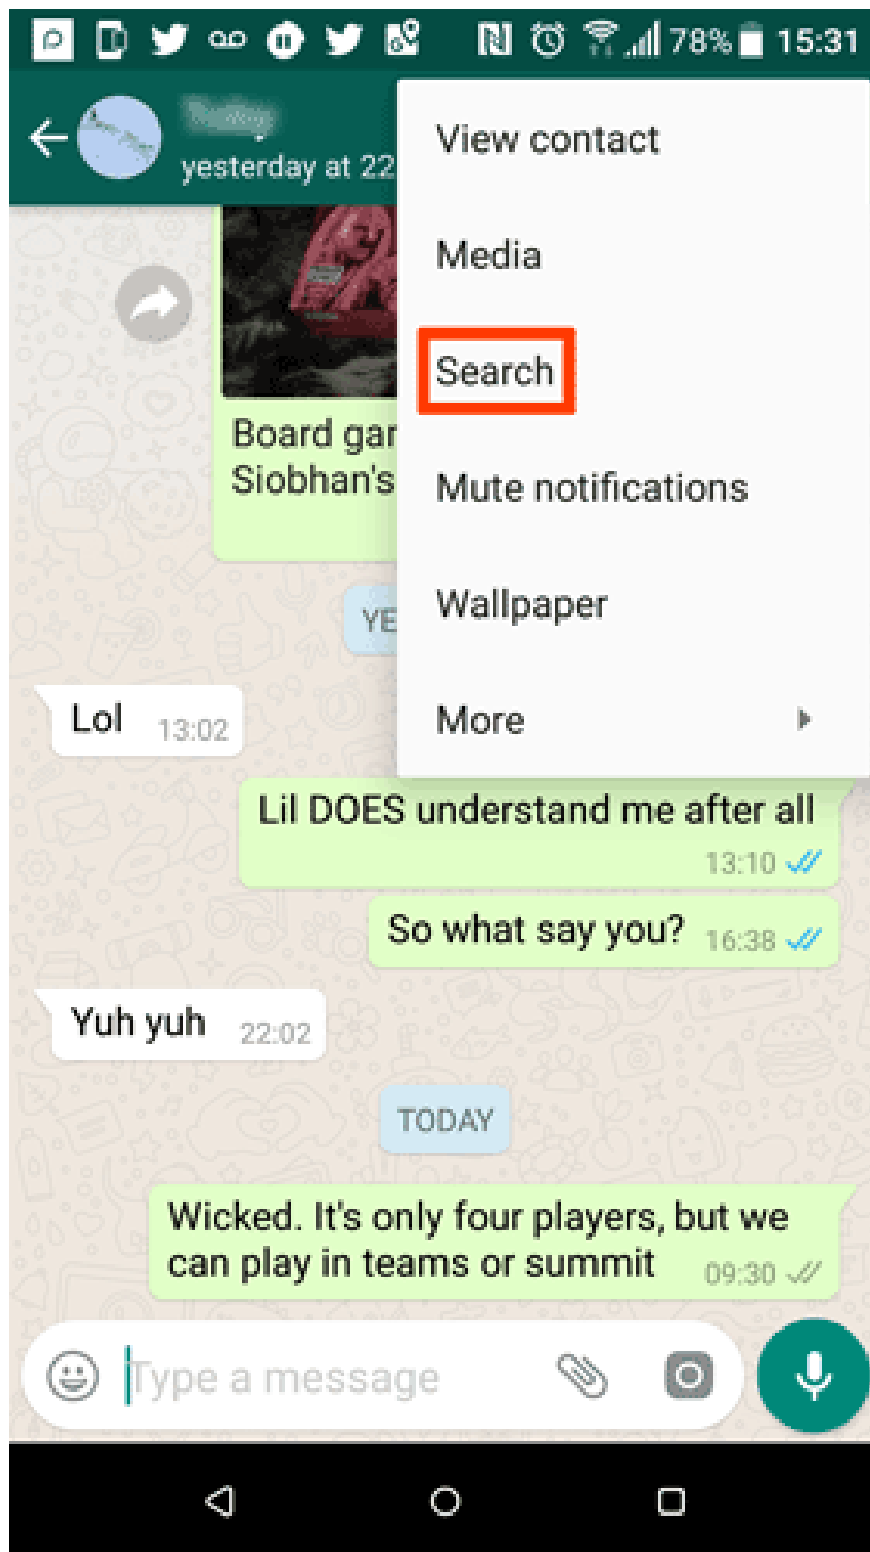 78% 15:31
yesterday at 22
View contact
Media
Search
Mute notifications
Wallpaper
More
Board gar
Siobhan's
YE
Lol 13:02
Lil DOES understand me after all
13:10
So what say you? 16:38
Yuh yuh 22:02
TODAY
Wicked. It's only four players, but we
can play in teams or summit 09:30
Type a message